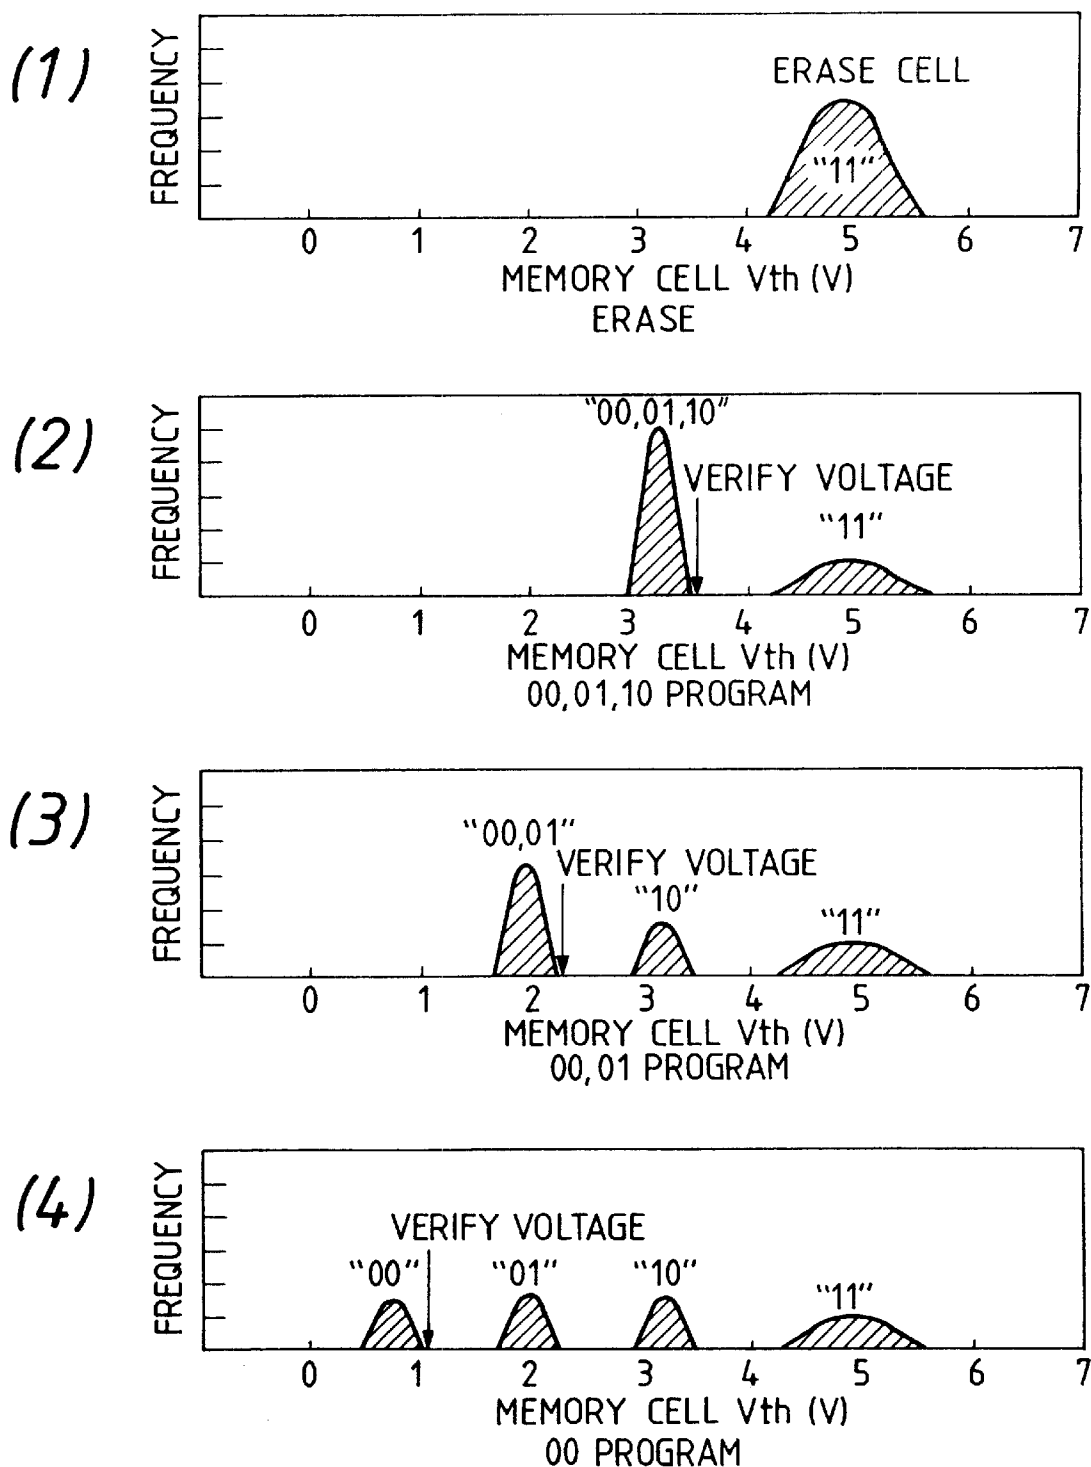 (1)
FREQUENCY
ERASE CELL
"11"
0 1 2 3 4 5 6 7
MEMORY CELL Vth (V)
ERASE
(2)
FREQUENCY
"00,01,10"
VERIFY VOLTAGE
"11"
0 1 2 3 4 5 6 7
MEMORY CELL Vth (V)
00,01,10 PROGRAM
(3)
FREQUENCY
"00,01"
VERIFY VOLTAGE
"10"
"11"
0 1 2 3 4 5 6 7
MEMORY CELL Vth (V)
00,01 PROGRAM
(4)
FREQUENCY
VERIFY VOLTAGE
"00" "01" "10" "11"
0 1 2 3 4 5 6 7
MEMORY CELL Vth (V)
00 PROGRAM